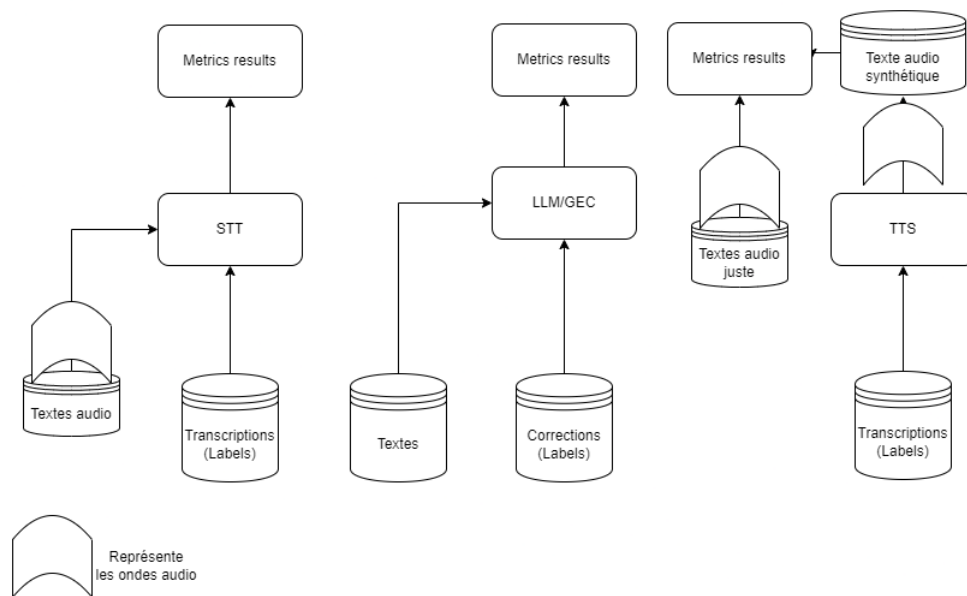 Metrics results
Metrics results
Metrics results
Texte audio
synthétique
STT
LLM/GEC
TTS
Textes audio
juste
Textes audio
Transcriptions
(Labels)
Textes
Corrections
(Labels)
Transcriptions
(Labels)
Représente
les ondes audio